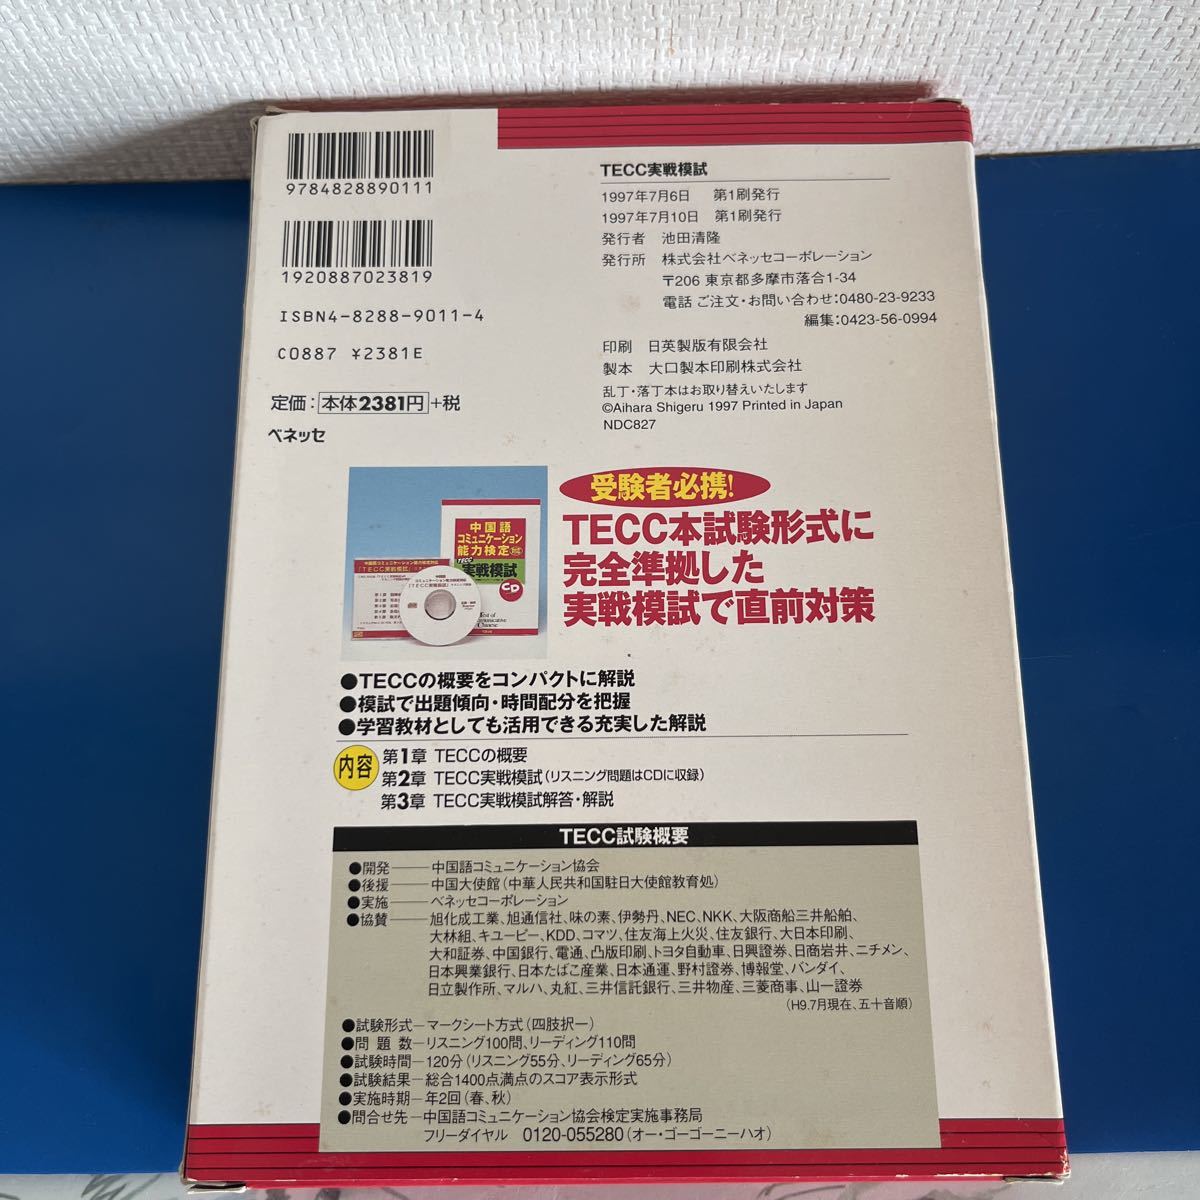 9784828890111
1920887023819
ISBN4-8288-9011-4
C0887 ¥2381E
定価：本体2381円+税
ベネッセ
TECC実戦模試
1997年7月6日　第1刷発行
1997年7月10日　第1刷発行
発行者　池田清隆
発行所　株式会社ベネッセコーポレーション
〒206 東京都多摩市落合1-34
電話 ご注文・お問い合わせ：0480-23-9233
編集：0423-56-0994
印刷　日英製版有限会社
製本　大口製本印刷株式会社
乱丁・落丁本はお取り替えいたします
©Aihara Shigeru 1997 Printed in Japan
NDC827
中国語
コミュニケーション
能力検定
TECC
実戦模試
CD
「TECC実戦模試」
受験者必携!
TECC本試験形式に
完全準拠した
実戦模試で直前対策
●TECCの概要をコンパクトに解説
●模試で出題傾向・時間配分を把握
●学習教材としても活用できる充実した解説
内容
第1章 TECCの概要
第2章 TECC実戦模試（リスニング問題はCDに収録）
第3章 TECC実戦模試解答・解説
TECC試験概要
●開発――中国語コミュニケーション協会
●後援――中国大使館（中華人民共和国駐日大使館教育処）
●実施――ベネッセコーポレーション
●協賛――旭化成工業、旭通信社、味の素、伊勢丹、NEC、NKK、大阪商船三井船舶、
大林組、キユーピー、KDD、コマツ、住友海上火災、住友銀行、大日本印刷、
大和証券、中国銀行、電通、凸版印刷、トヨタ自動車、日興證券、日商岩井、ニチメン、
日本興業銀行、日本たばこ産業、日本通運、野村證券、博報堂、バンダイ、
日立製作所、マルハ、丸紅、三井信託銀行、三井物産、三菱商事、山一證券
（H9.7月現在、五十音順）
●試験形式―マークシート方式（四肢択一）
●問題数―リスニング100問、リーディング110問
●試験時間―120分（リスニング55分、リーディング65分）
●試験結果―総合1400点満点のスコア表示形式
●実施時期―年2回（春、秋）
●問合せ先―中国語コミュニケーション協会検定実施事務局
フリーダイヤル　0120-055280（オー・ゴーゴーニーハオ）